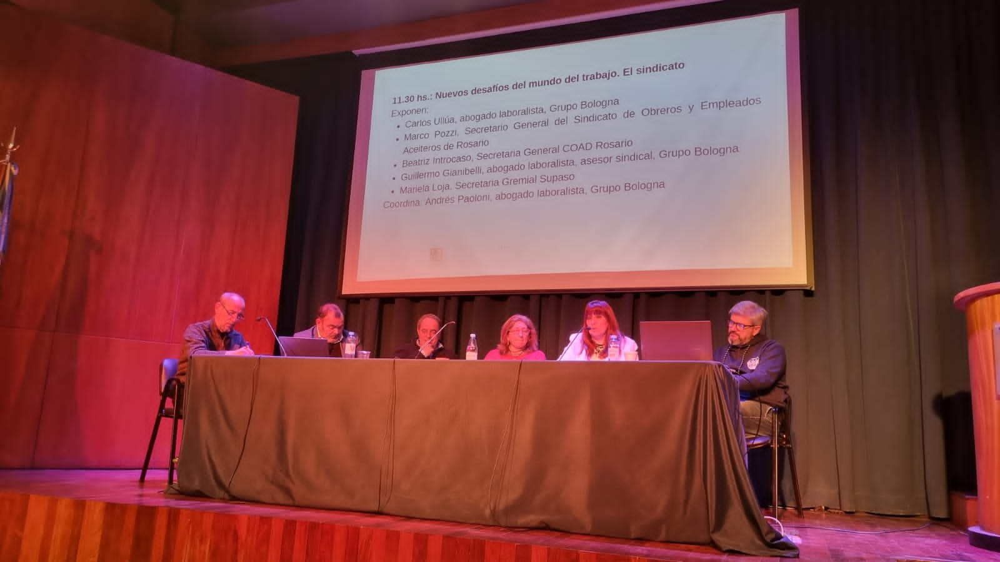 11.30 hs.: Nuevos desafíos del mundo del trabajo. El sindicato
Exponen:
• Carlos Ullúa, abogado laboralista, Grupo Bologna
• Marco Pozzi, Secretario General del Sindicato de Obreros y Empleados
Aceiteros de Rosario
• Beatriz Introcaso, Secretaria General COAD Rosario
• Guillermo Gianibelli, abogado laboralista, asesor sindical, Grupo Bologna
• Mariela Loja, Secretaria Gremial Supaso
Coordina: Andrés Paoloni, abogado laboralista, Grupo Bologna